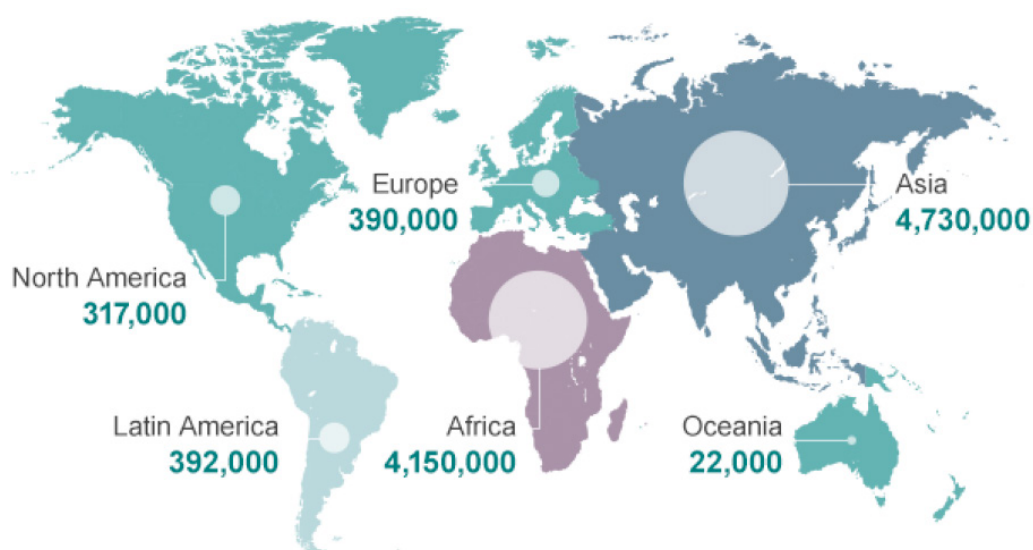 Europe
390,000
Asia
4,730,000
North America
317,000
Latin America
392,000
Africa
4,150,000
Oceania
22,000